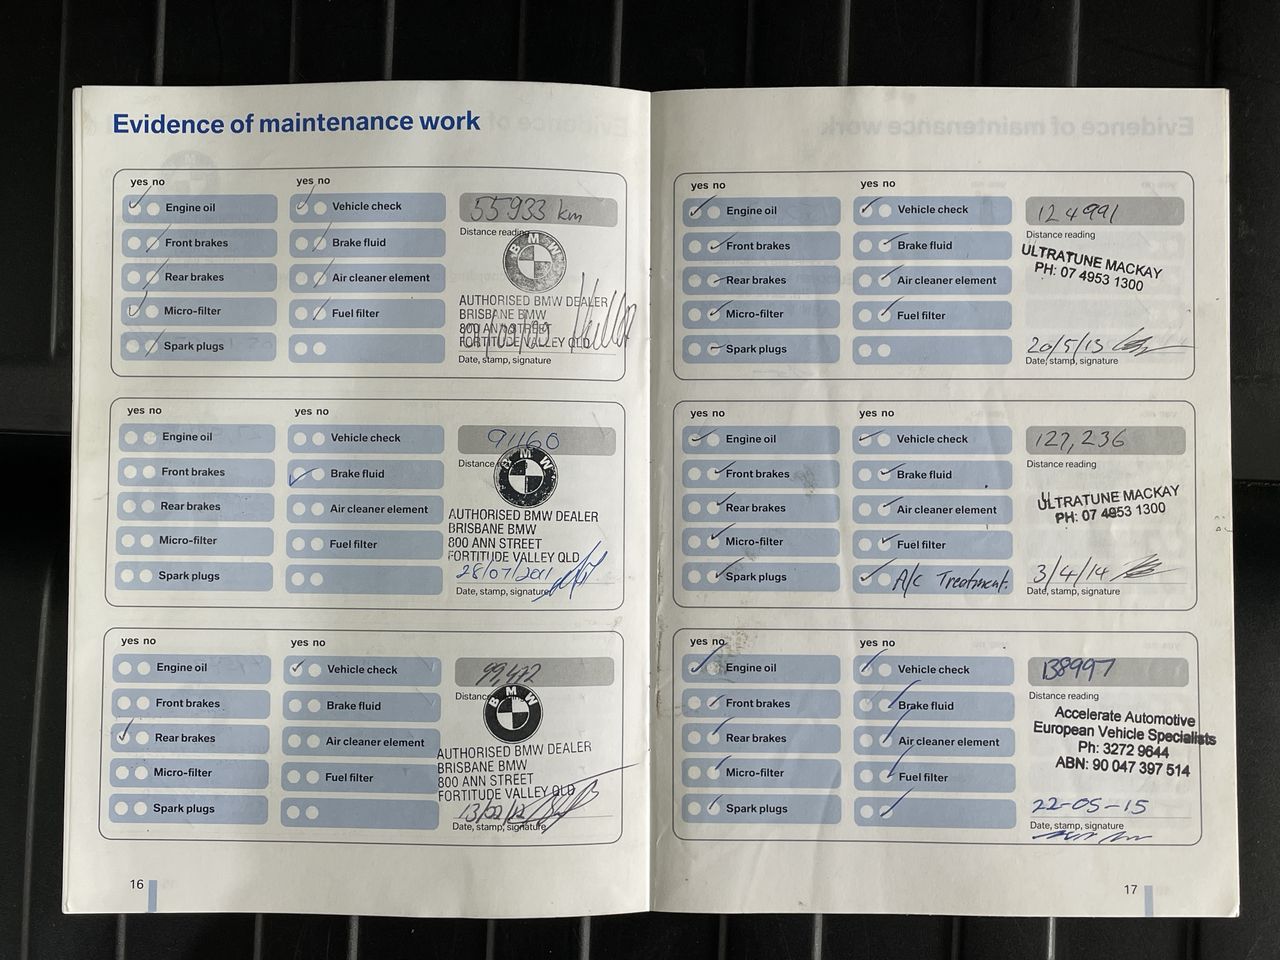 Evidence of maintenance work
yes no
yes no
Engine oil
Vehicle check
55933 km
Distance reading
Front brakes
Brake fluid
BMW
Rear brakes
Air cleaner element
AUTHORISED BMW DEALER
Micro-filter
Fuel filter
BRISBANE BMW
800 ANN STREET
Spark plugs
FORTITUDE VALLEY QLD
Date, stamp, signature
yes no
yes no
Engine oil
Vehicle check
91160
Distance
Front brakes
Brake fluid
BMW
Rear brakes
Air cleaner element
AUTHORISED BMW DEALER
BRISBANE BMW
Micro-filter
Fuel filter
800 ANN STREET
FORTITUDE VALLEY QLD
Spark plugs
28/07/2011
Date, stamp, signature
yes no
yes no
Engine oil
Vehicle check
99,412
Distance
Front brakes
Brake fluid
BMW
Rear brakes
Air cleaner element
AUTHORISED BMW DEALER
BRISBANE BMW
Micro-filter
Fuel filter
800 ANN STREET
FORTITUDE VALLEY QLD
Spark plugs
13/02/12
Date, stamp, signature
16
yes no
yes no
Engine oil
Vehicle check
124991
Distance reading
Front brakes
Brake fluid
ULTRATUNE MACKAY
PH: 07 4953 1300
Rear brakes
Air cleaner element
Micro-filter
Fuel filter
Spark plugs
20/5/13
Date, stamp, signature
yes no
yes no
Engine oil
Vehicle check
127,236
Distance reading
Front brakes
Brake fluid
ULTRATUNE MACKAY
PH: 07 4953 1300
Rear brakes
Air cleaner element
Micro-filter
Fuel filter
Spark plugs
A/C Treatment.
3/4/14
Date, stamp, signature
yes no
yes no
Engine oil
Vehicle check
138997
Distance reading
Front brakes
Brake fluid
Accelerate Automotive
European Vehicle Specialists
Rear brakes
Air cleaner element
Ph: 3272 9644
ABN: 90 047 397 514
Micro-filter
Fuel filter
Spark plugs
22-05-15
Date, stamp, signature
17